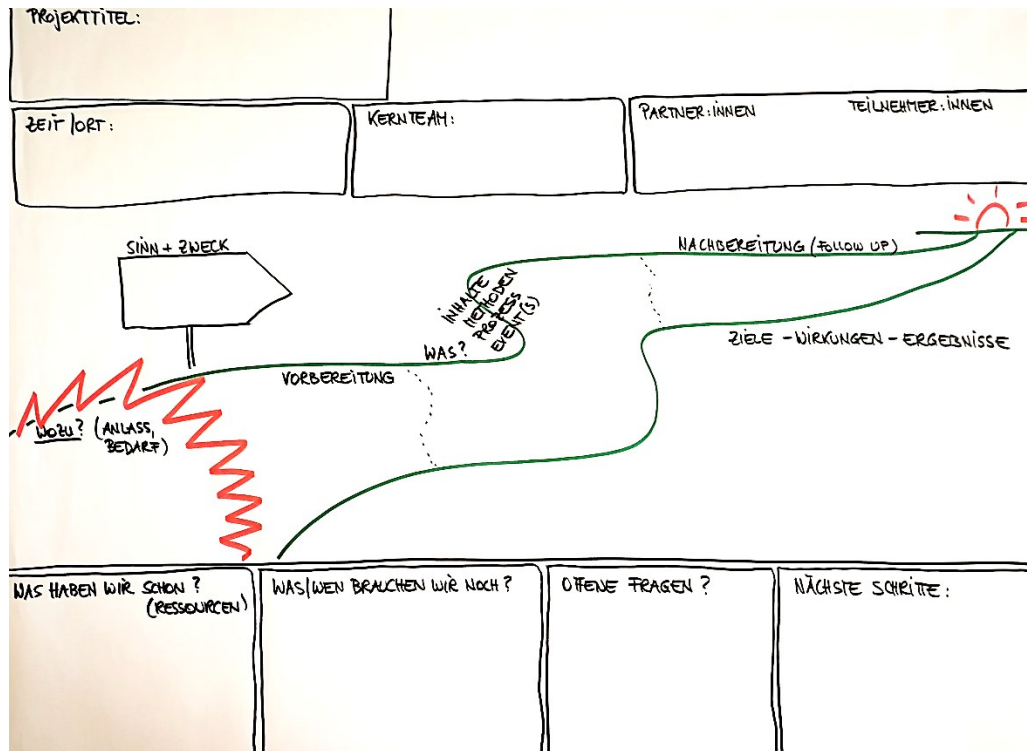 PROJEKTTITEL:
ZEIT/ORT:
KERNTEAM:
PARTNER:INNEN
TEILNEHMER:INNEN
SINN + ZWECK
NACHBEREITUNG (FOLLOW UP)
INHALTE
METHODEN
PROZESS
EVENT(S)
WAS?
ZIELE - WIRKUNGEN - ERGEBNISSE
VORBEREITUNG
WOZU? (ANLASS,
BEDARF)
WAS HABEN WIR SCHON?
(RESSOURCEN)
WAS/WEN BRAUCHEN WIR NOCH?
OFFENE FRAGEN?
NÄCHSTE SCHRITTE: